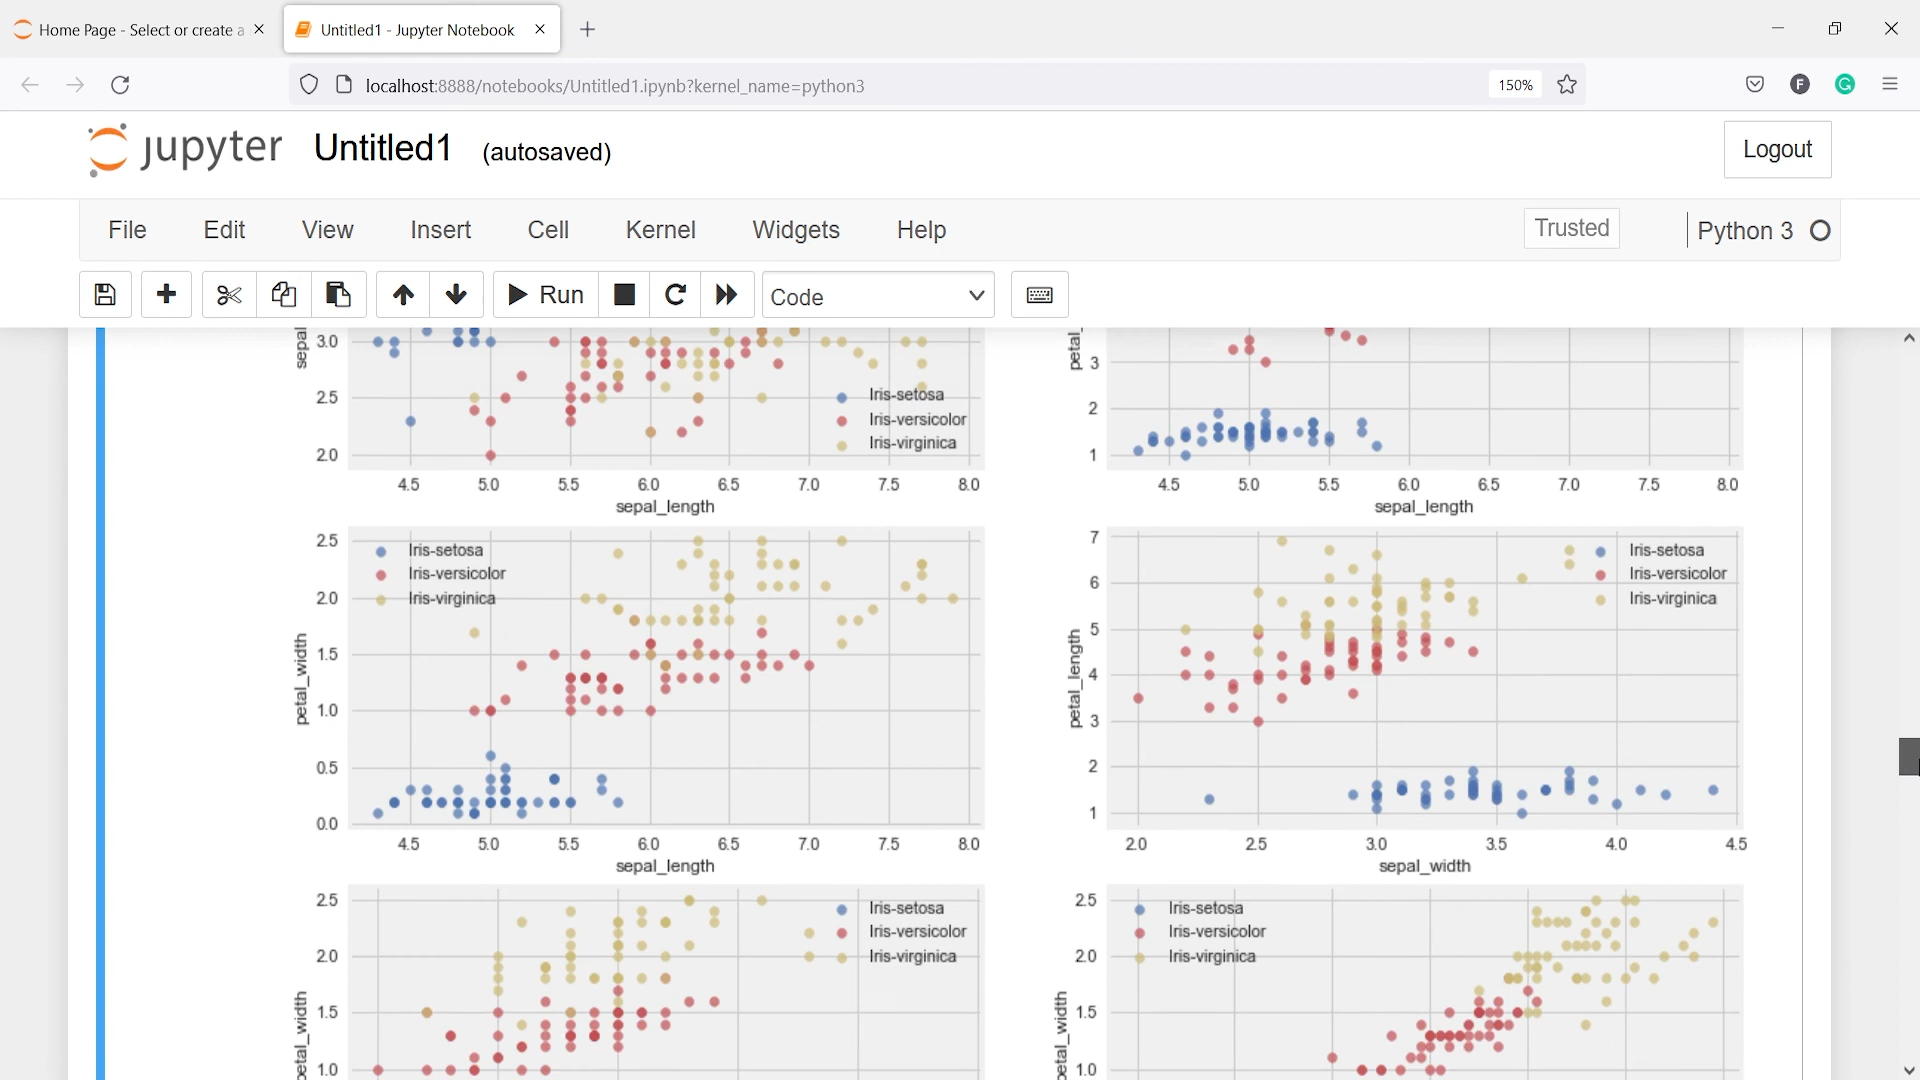 Home Page - Select or create a
Untitled1 - Jupyter Notebook
localhost:8888/notebooks/Untitled1.ipynb?kernel_name=python3
150%
F
G
jupyter Untitled1 (autosaved)
Logout
File Edit View Insert Cell Kernel Widgets Help
Trusted
Python 3
Run
Code
sepal
3.0
2.5
2.0
Iris-setosa
Iris-versicolor
Iris-virginica
4.5 5.0 5.5 6.0 6.5 7.0 7.5 8.0
sepal_length
petal_
3
2
1
4.5 5.0 5.5 6.0 6.5 7.0 7.5 8.0
sepal_length
petal_width
2.5
2.0
1.5
1.0
0.5
0.0
Iris-setosa
Iris-versicolor
Iris-virginica
4.5 5.0 5.5 6.0 6.5 7.0 7.5 8.0
sepal_length
petal_length
7
6
5
4
3
2
1
Iris-setosa
Iris-versicolor
Iris-virginica
2.0 2.5 3.0 3.5 4.0 4.5
sepal_width
petal_width
2.5
2.0
1.5
1.0
Iris-setosa
Iris-versicolor
Iris-virginica
petal_width
2.5
2.0
1.5
1.0
Iris-setosa
Iris-versicolor
Iris-virginica